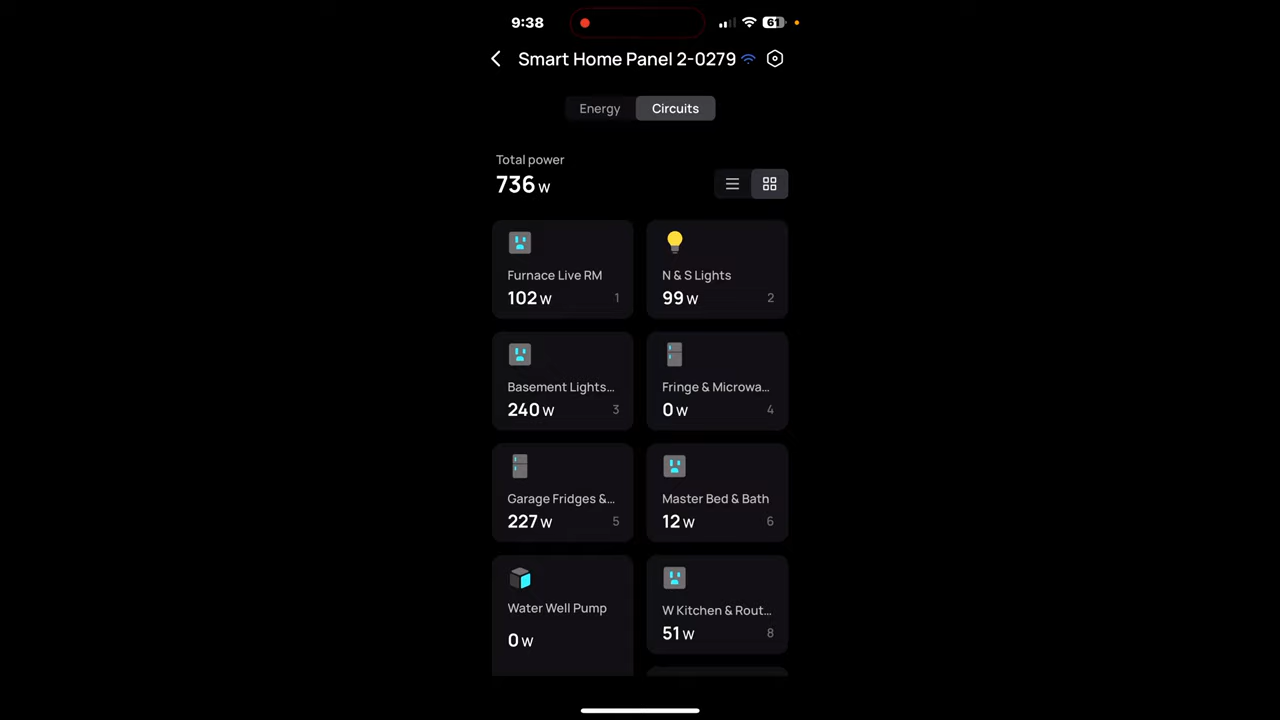 9:38
61
Smart Home Panel 2-0279
Energy
Circuits
Total power
736 W
Furnace Live RM
102 W
1
N & S Lights
99 W
2
Basement Lights...
240 W
3
Fringe & Microwa...
0 W
4
Garage Fridges &...
227 W
5
Master Bed & Bath
12 W
6
Water Well Pump
0 W
W Kitchen & Rout...
51 W
8